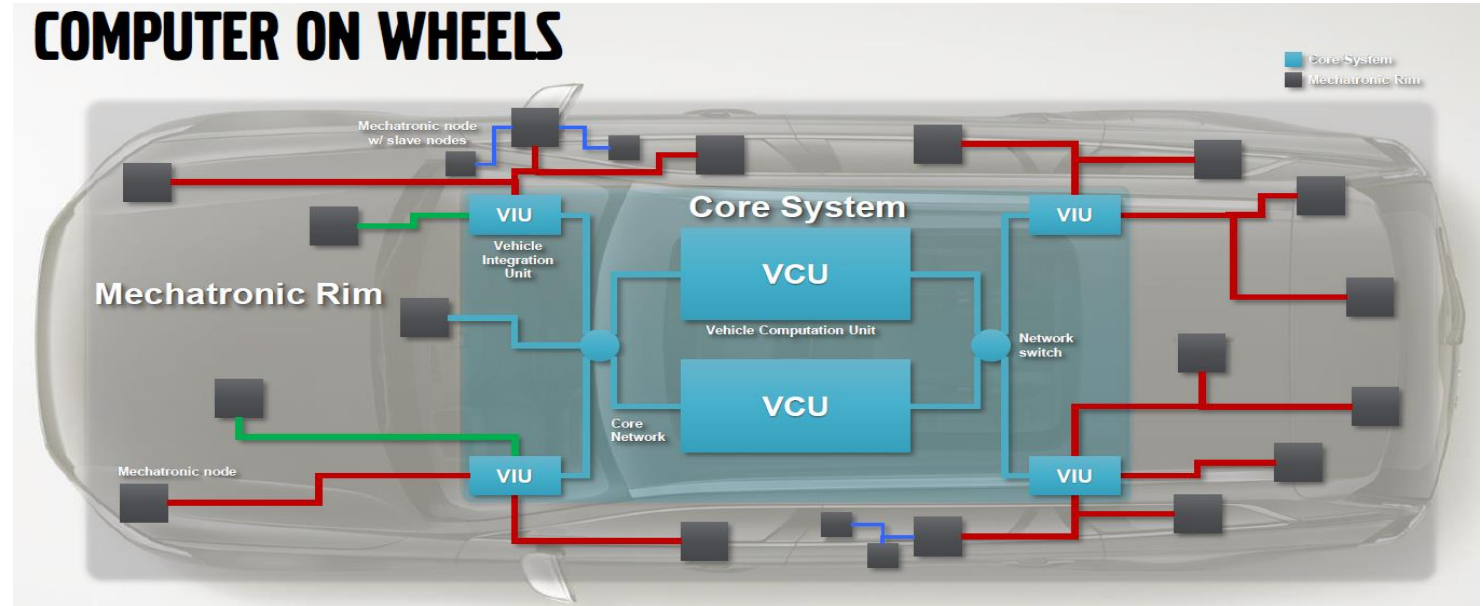 COMPUTER ON WHEELS
Core System
Mechatronic Rim
Mechatronic node
w/ slave nodes
VIU
Vehicle
Integration
Unit
Core System
VIU
VCU
Vehicle Computation Unit
Mechatronic Rim
Network
switch
VCU
Core
Network
Mechatronic node
VIU
VIU